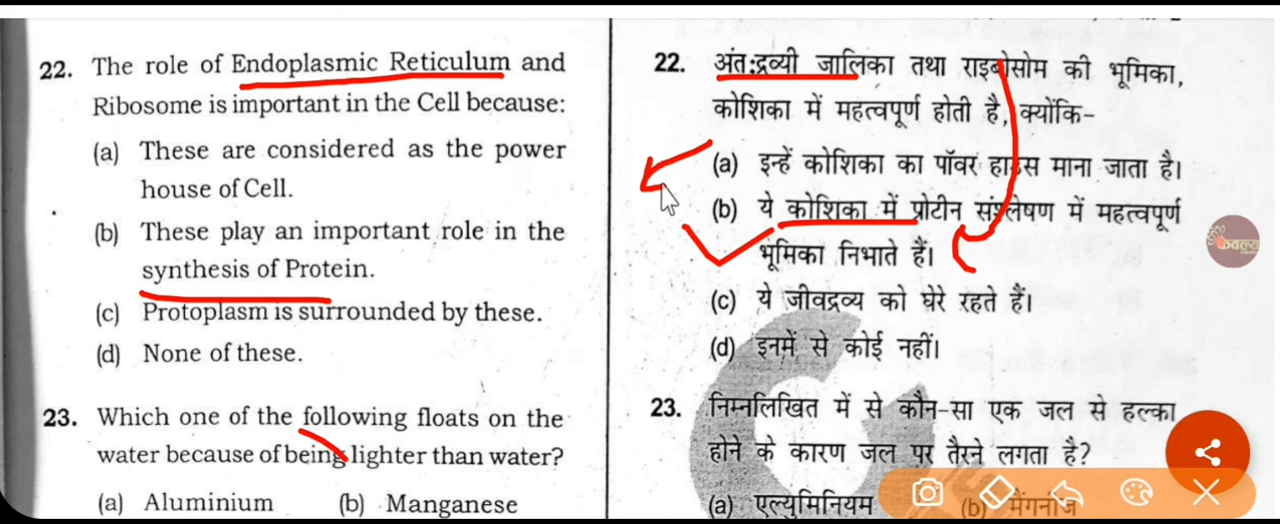 22. The role of Endoplasmic Reticulum and
Ribosome is important in the Cell because:
(a) These are considered as the power
house of Cell.
(b) These play an important role in the
synthesis of Protein.
(c) Protoplasm is surrounded by these.
(d) None of these.
23. Which one of the following floats on the
water because of being lighter than water?
(a) Aluminium (b) Manganese
22. अंत:द्रव्यी जालिका तथा राइबोसोम की भूमिका,
कोशिका में महत्वपूर्ण होती है, क्योंकि-
(a) इन्हें कोशिका का पॉवर हाउस माना जाता है।
(b) ये कोशिका में प्रोटीन संश्लेषण में महत्वपूर्ण
भूमिका निभाते हैं।
(c) ये जीवद्रव्य को घेरे रहते हैं।
(d) इनमें से कोई नहीं।
23. निम्नलिखित में से कौन-सा एक जल से हल्का
होने के कारण जल पर तैरने लगता है?
(a) एल्युमिनियम (b) मैंगनीज
कैवल्य